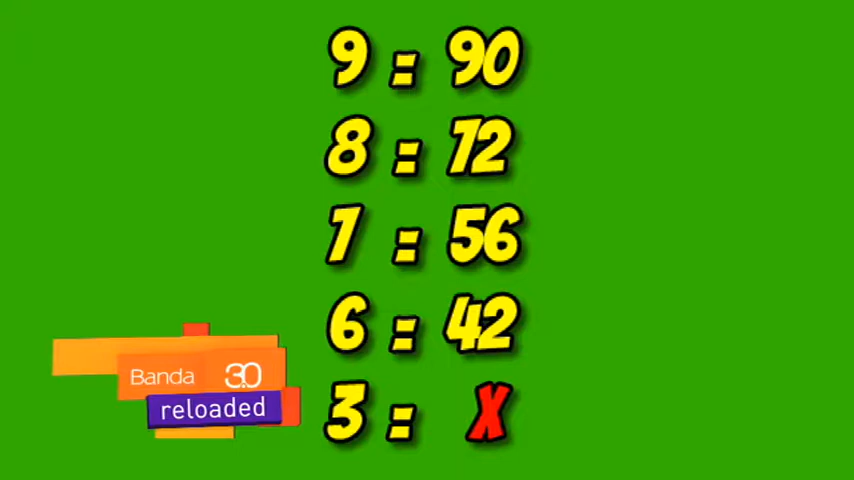 9 = 90
8 = 72
7 = 56
6 = 42
3 = X
Banda 3.0
reloaded